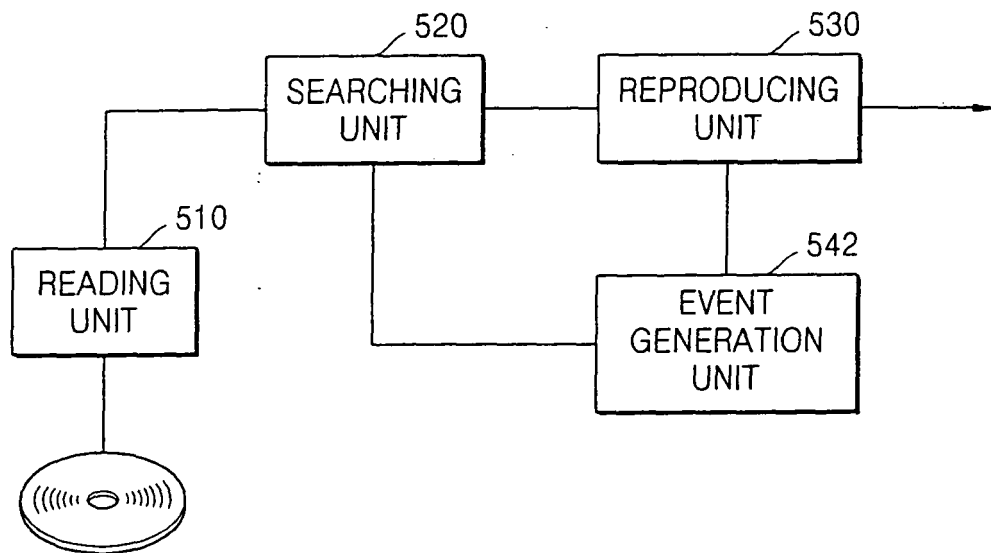 520
SEARCHING
UNIT
530
REPRODUCING
UNIT
510
READING
UNIT
542
EVENT
GENERATION
UNIT